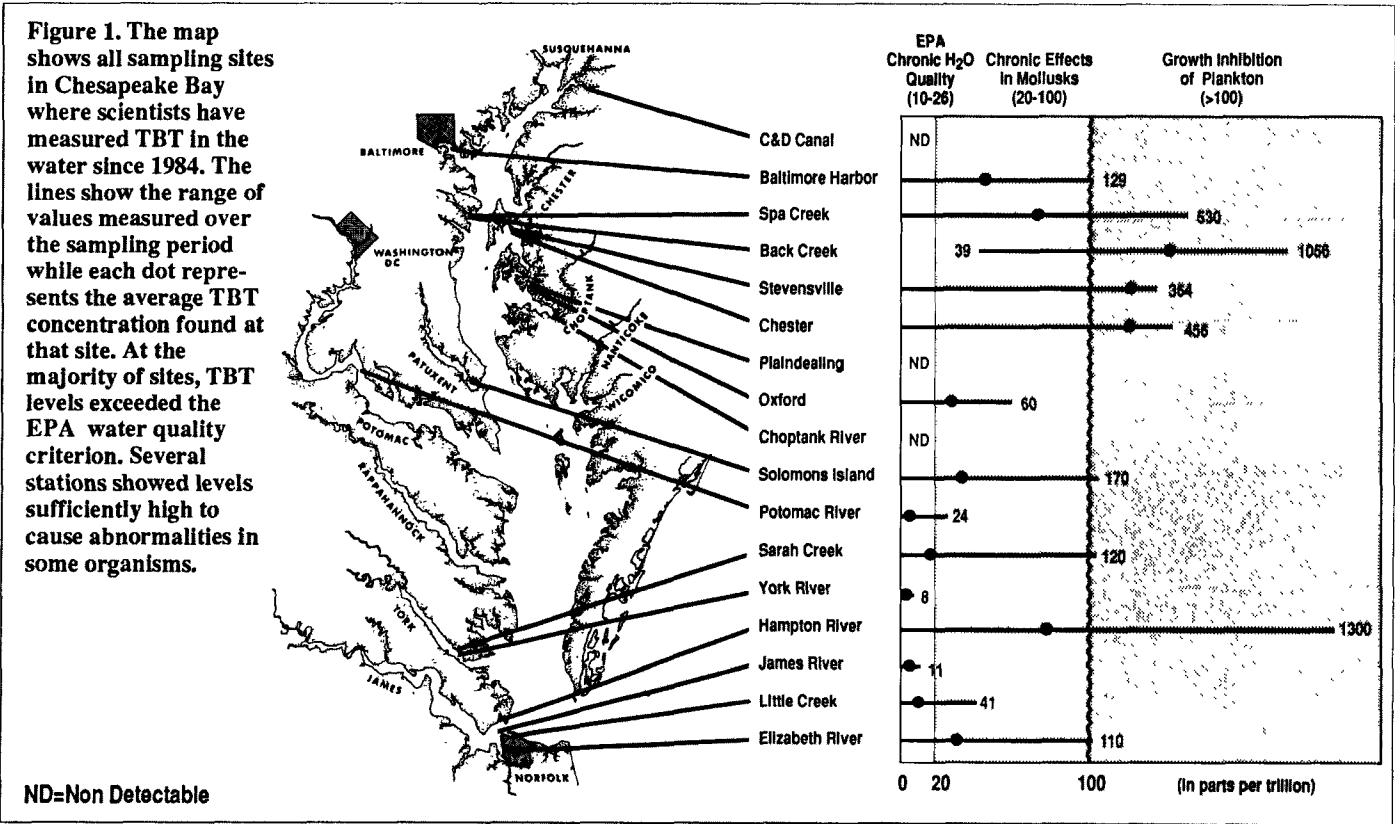 Figure 1. The map
shows all sampling sites
in Chesapeake Bay
where scientists have
measured TBT in the
water since 1984. The
lines show the range of
values measured over
the sampling period
while each dot repre-
sents the average TBT
concentration found at
that site. At the
majority of sites, TBT
levels exceeded the
EPA water quality
criterion. Several
stations showed levels
sufficiently high to
cause abnormalities in
some organisms.
ND=Non Detectable
SUSQUEHANNA
BALTIMORE
CHESTER
WASHINGTON
DC
CHOPTANK
NANTICOKE
PATUXENT
WICOMICO
POTOMAC
RAPPAHANNOCK
YORK
JAMES
NORFOLK
EPA
Chronic H2O
Quality
(10-26)
Chronic Effects
in Mollusks
(20-100)
Growth Inhibition
of Plankton
(>100)
C&D Canal ND
Baltimore Harbor 129
Spa Creek 530
Back Creek 39 1056
Stevensville 354
Chester 456
Plaindealing ND
Oxford 60
Choptank River ND
Solomons Island 170
Potomac River 24
Sarah Creek 120
York River 8
Hampton River 1300
James River 11
Little Creek 41
Elizabeth River 110
0 20 100 (in parts per trillion)